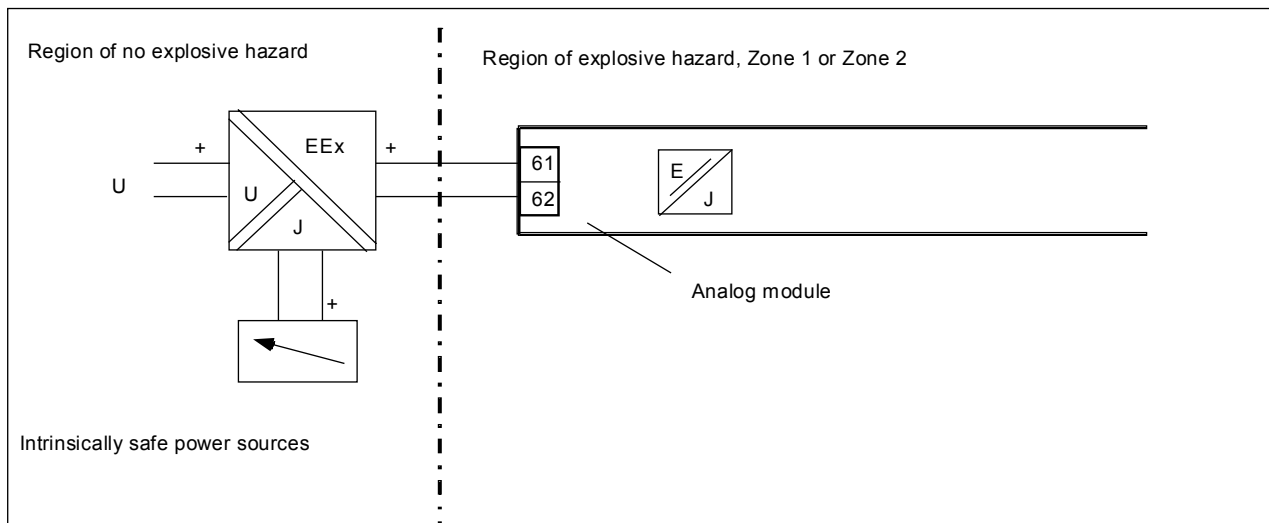 Region of no explosive hazard
Region of explosive hazard, Zone 1 or Zone 2
+
EEx
+
U
U
J
61
62
E
J
+
Analog module
Intrinsically safe power sources